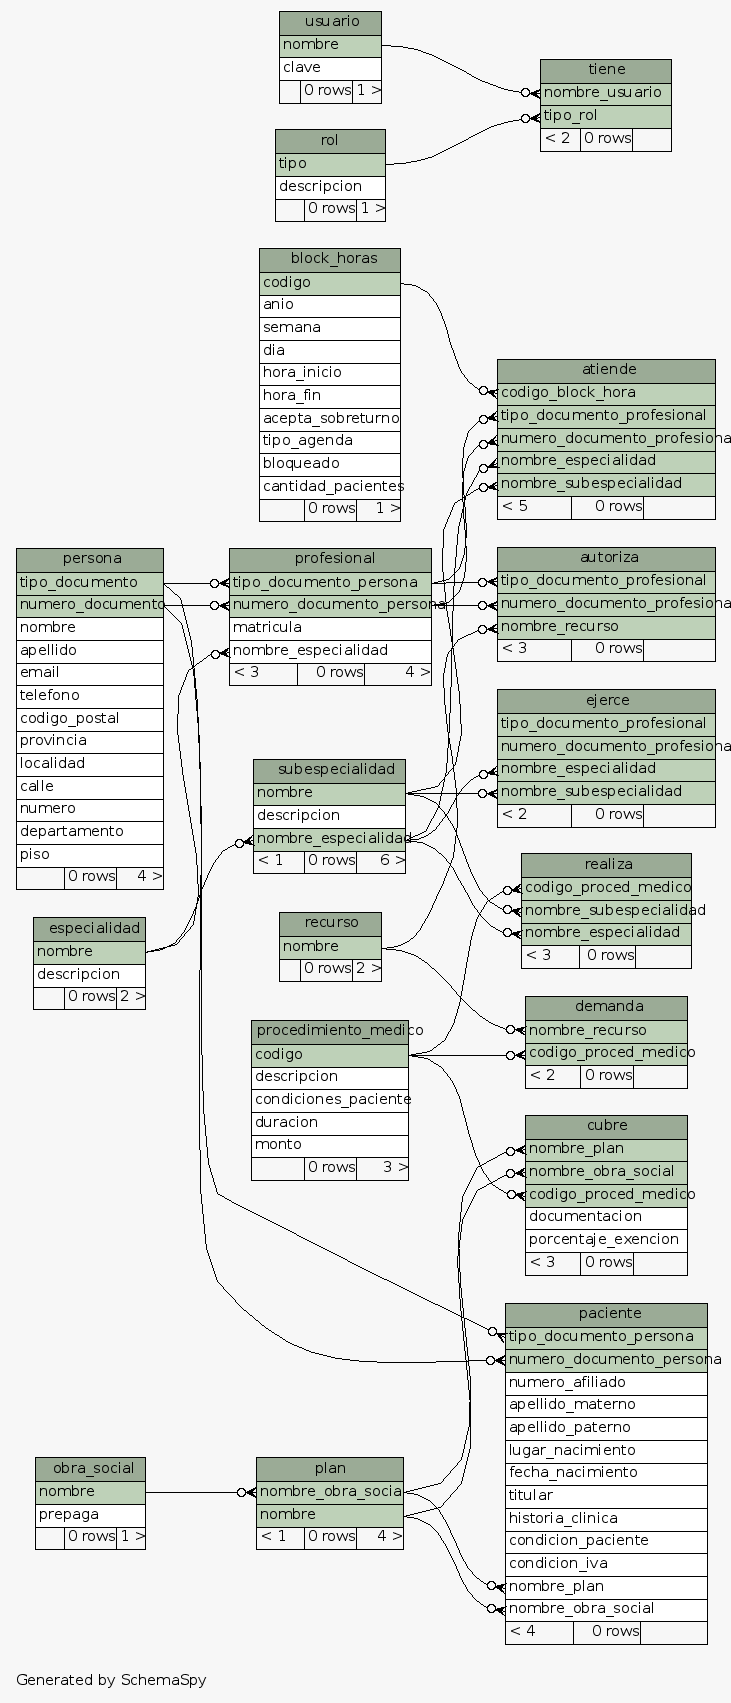 usuario
nombre
clave
0 rows 1 >
tiene
nombre_usuario
tipo_rol
< 2 0 rows
rol
tipo
descripcion
0 rows 1 >
block_horas
codigo
anio
semana
dia
hora_inicio
hora_fin
acepta_sobreturno
tipo_agenda
bloqueado
cantidad_pacientes
0 rows 1 >
atiende
codigo_block_hora
tipo_documento_profesional
numero_documento_profesiona
nombre_especialidad
nombre_subespecialidad
< 5 0 rows
persona
tipo_documento
numero_documento
nombre
apellido
email
telefono
codigo_postal
provincia
localidad
calle
numero
departamento
piso
0 rows 4 >
profesional
tipo_documento_persona
numero_documento_persona
matricula
nombre_especialidad
< 3 0 rows 4 >
autoriza
tipo_documento_profesional
numero_documento_profesiona
nombre_recurso
< 3 0 rows
ejerce
tipo_documento_profesional
numero_documento_profesiona
nombre_especialidad
nombre_subespecialidad
< 2 0 rows
subespecialidad
nombre
descripcion
nombre_especialidad
< 1 0 rows 6 >
realiza
codigo_proced_medico
nombre_subespecialidad
nombre_especialidad
< 3 0 rows
especialidad
nombre
descripcion
0 rows 2 >
recurso
nombre
0 rows 2 >
demanda
nombre_recurso
codigo_proced_medico
< 2 0 rows
procedimiento_medico
codigo
descripcion
condiciones_paciente
duracion
monto
0 rows 3 >
cubre
nombre_plan
nombre_obra_social
codigo_proced_medico
documentacion
porcentaje_exencion
< 3 0 rows
paciente
tipo_documento_persona
numero_documento_persona
numero_afiliado
apellido_materno
apellido_paterno
lugar_nacimiento
fecha_nacimiento
titular
historia_clinica
condicion_paciente
condicion_iva
nombre_plan
nombre_obra_social
< 4 0 rows
obra_social
nombre
prepaga
0 rows 1 >
plan
nombre_obra_socia
nombre
< 1 0 rows 4 >
Generated by SchemaSpy